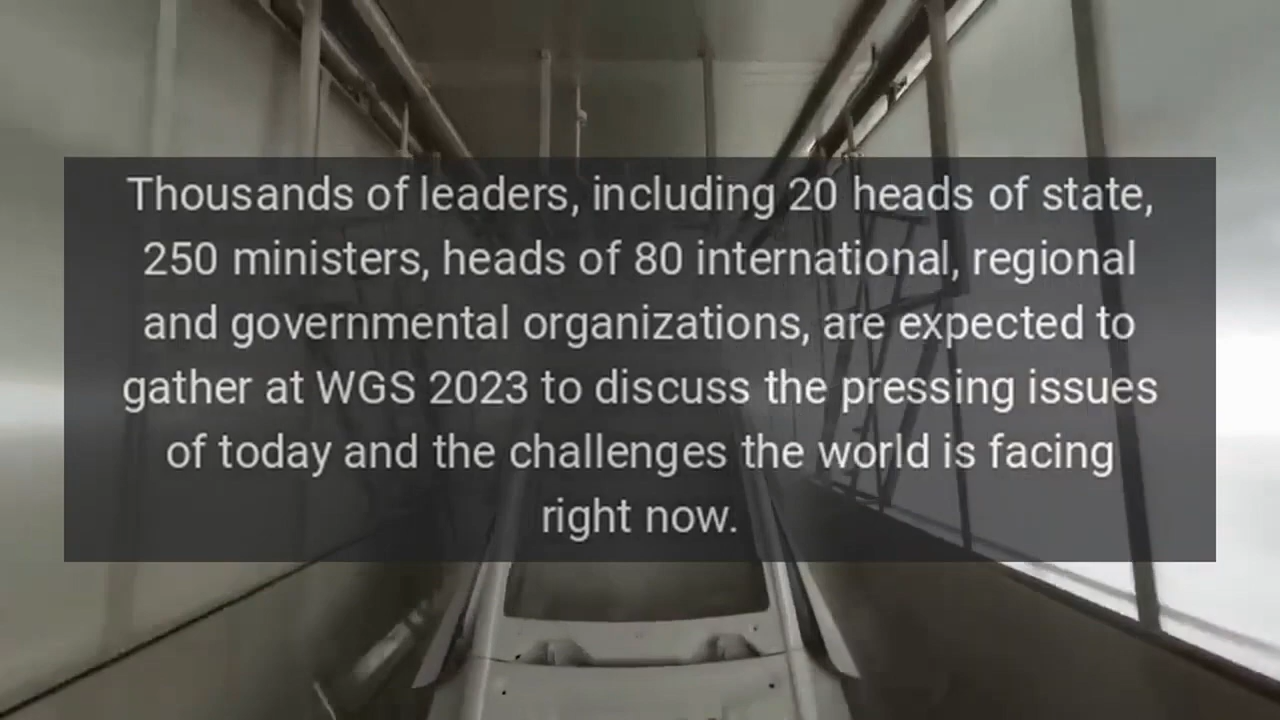 Thousands of leaders, including 20 heads of state,
250 ministers, heads of 80 international, regional
and governmental organizations, are expected to
gather at WGS 2023 to discuss the pressing issues
of today and the challenges the world is facing
right now.